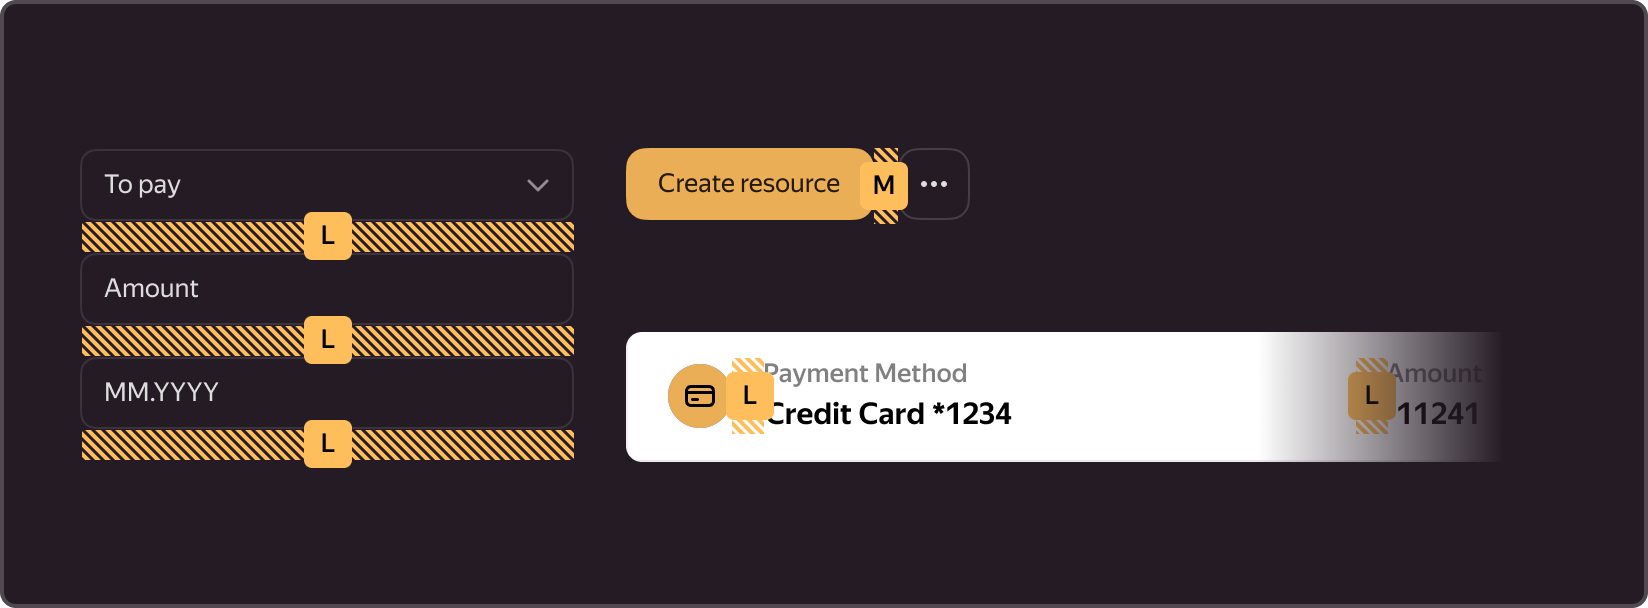 To pay
L
Amount
L
MM.YYYY
L
Create resource
M
Payment Method
L
Credit Card *1234
Amount
L
11241